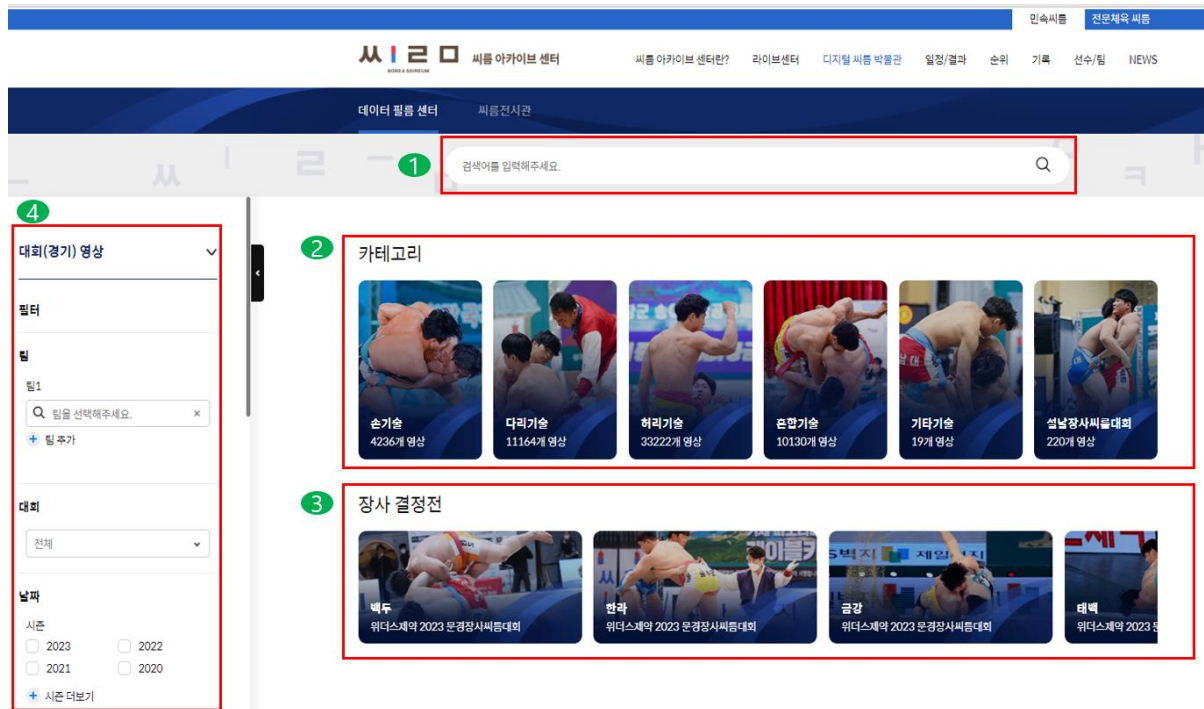 민속씨름 전문체육 씨름
씨름 KOREA SSIREUM 씨름 아카이브 센터 씨름 아카이브 센터란? 라이브센터 디지털 씨름 박물관 일정/결과 순위 기록 선수/팀 NEWS
데이터 필름 센터 씨름전시관
1 검색어를 입력해주세요.
4
대회(경기) 영상
필터
팀
팀1
팀을 선택해주세요. ×
+ 팀 추가
대회
전체
날짜
시즌
2023 2022
2021 2020
+ 시즌 더보기
2 카테고리
손기술
4236개 영상
다리기술
11164개 영상
허리기술
33222개 영상
혼합기술
10130개 영상
기타기술
19개 영상
설날장사씨름대회
220개 영상
3 장사 결정전
백두
위더스제약 2023 문경장사씨름대회
한라
위더스제약 2023 문경장사씨름대회
금강
위더스제약 2023 문경장사씨름대회
태백
위더스제약 2023